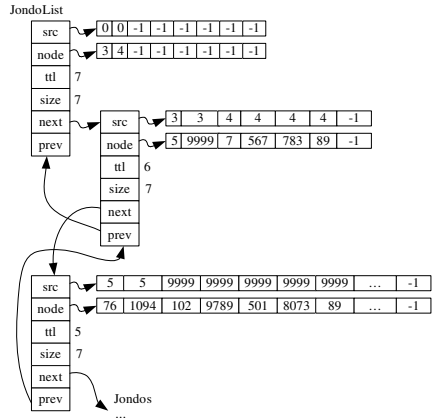 JondoList
src 0 0 -1 -1 -1 -1 -1 -1
node 3 4 -1 -1 -1 -1 -1 -1
ttl 7
size 7
next
prev
src 3 3 4 4 4 4 -1
node 5 9999 7 567 783 89 -1
ttl 6
size 7
next
prev
src 5 5 9999 9999 9999 9999 9999 ... -1
node 76 1094 102 9789 501 8073 89 ... -1
ttl 5
size 7
next
prev
Jondos
...